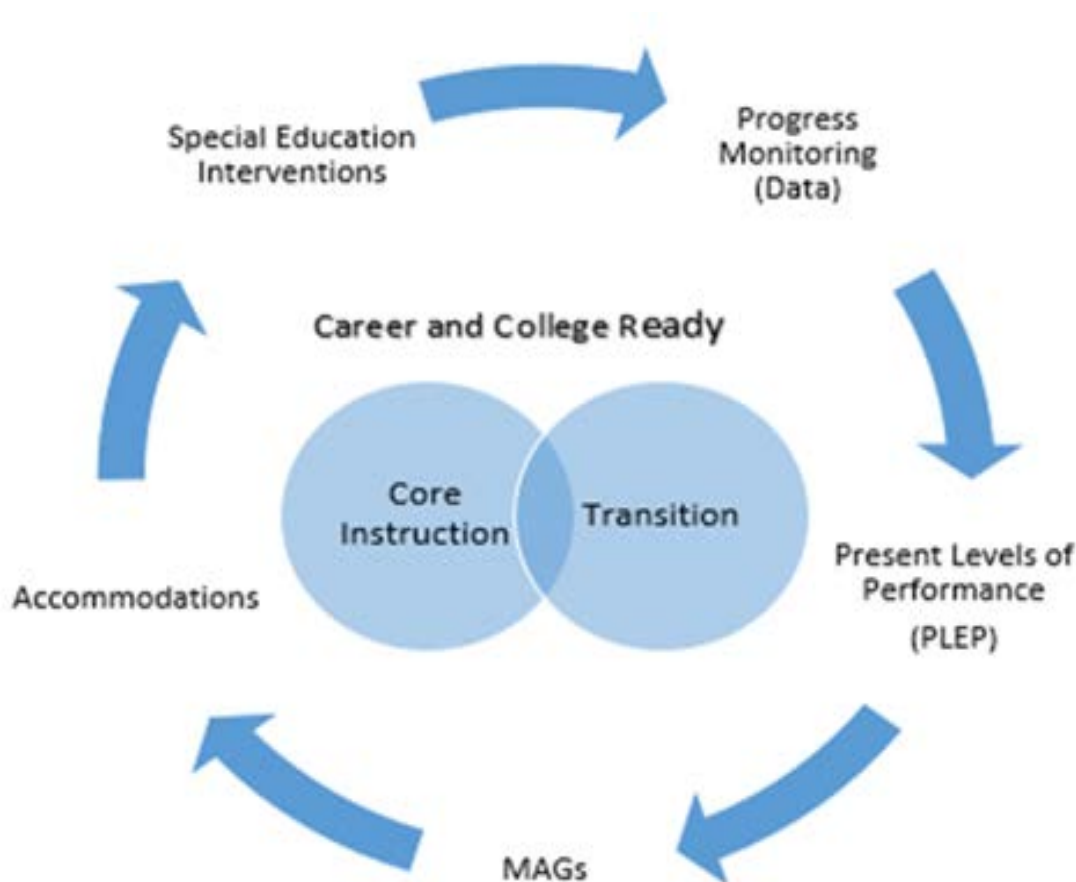 Special Education
Interventions
Progress
Monitoring
(Data)
Career and College Ready
Core
Instruction
Transition
Present Levels of
Performance
(PLEP)
Accommodations
MAGs